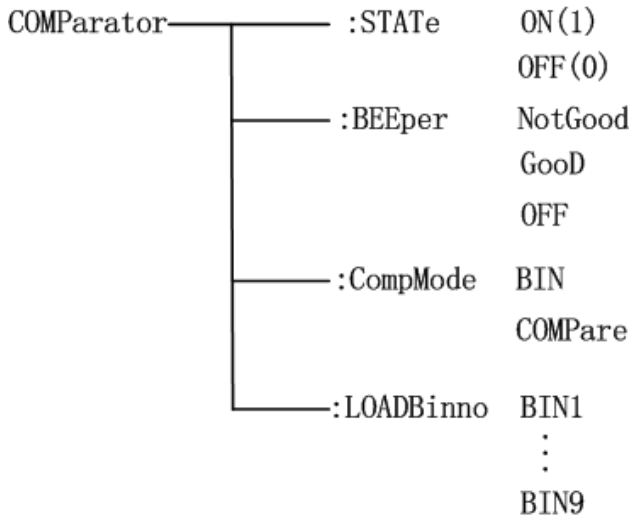 COMParator :STATe ON(1)
OFF(0)
:BEEper NotGood
GooD
OFF
:CompMode BIN
COMPare
:LOADBinno BIN1
⋮
BIN9